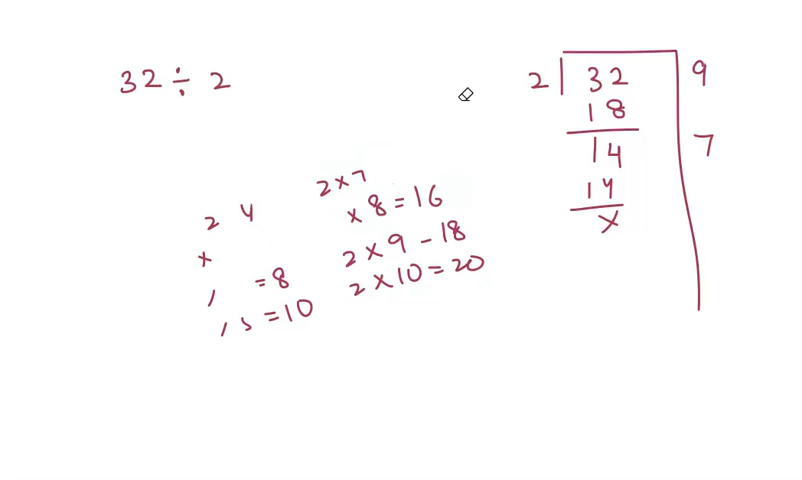 32 ÷ 2
2 × 7
× 8 = 16
2 × 9 - 18
2 × 10 = 20
2 4
×
, = 8
, 5 = 10
2 32 9
18
14 7
14
×